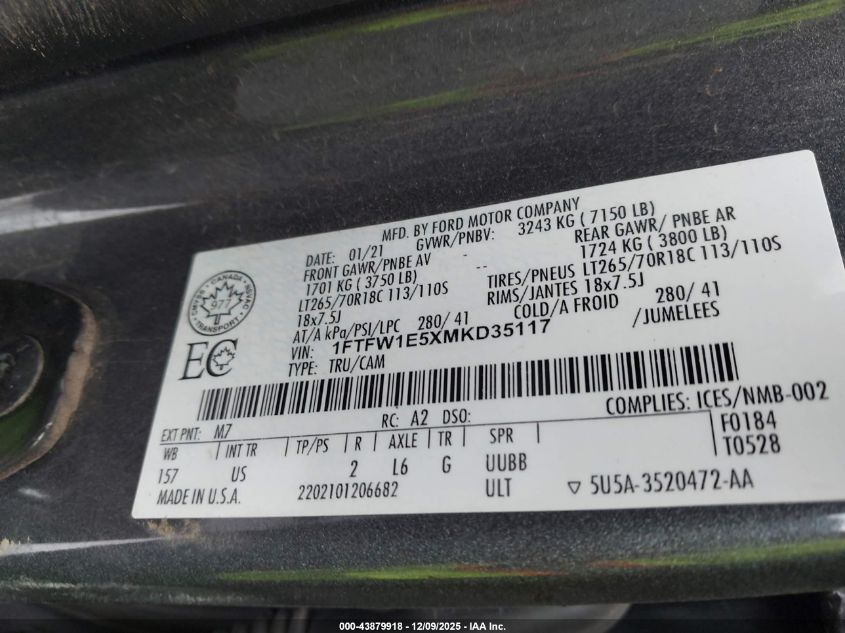 MFD. BY FORD MOTOR COMPANY
DATE: 01/21 GVWR/PNBV: 3243 KG ( 7150 LB)
FRONT GAWR/PNBE AV REAR GAWR/ PNBE AR
1701 KG ( 3750 LB) -- 1724 KG ( 3800 LB)
LT265/70R18C 113/110S TIRES/PNEUS LT265/70R18C 113/110S
18x7.5J RIMS/JANTES 18x7.5J
AT/A kPa/PSI/LPC 280/ 41 COLD/A FROID 280/ 41
VIN: 1FTFW1E5XMKD35117 /JUMELEES
TYPE: TRU/CAM
CANADA
977
TRANSPORT
EC
COMPLIES: ICES/NMB-002
EXT PNT: M7 RC: A2 DSO: F0184
WB INT TR TP/PS R AXLE TR SPR T0528
157 US 2 L6 G UUBB
MADE IN U.S.A. 2202101206682 ULT ▽ 5U5A-3520472-AA
000-43879918 - 12/09/2025 - IAA Inc.